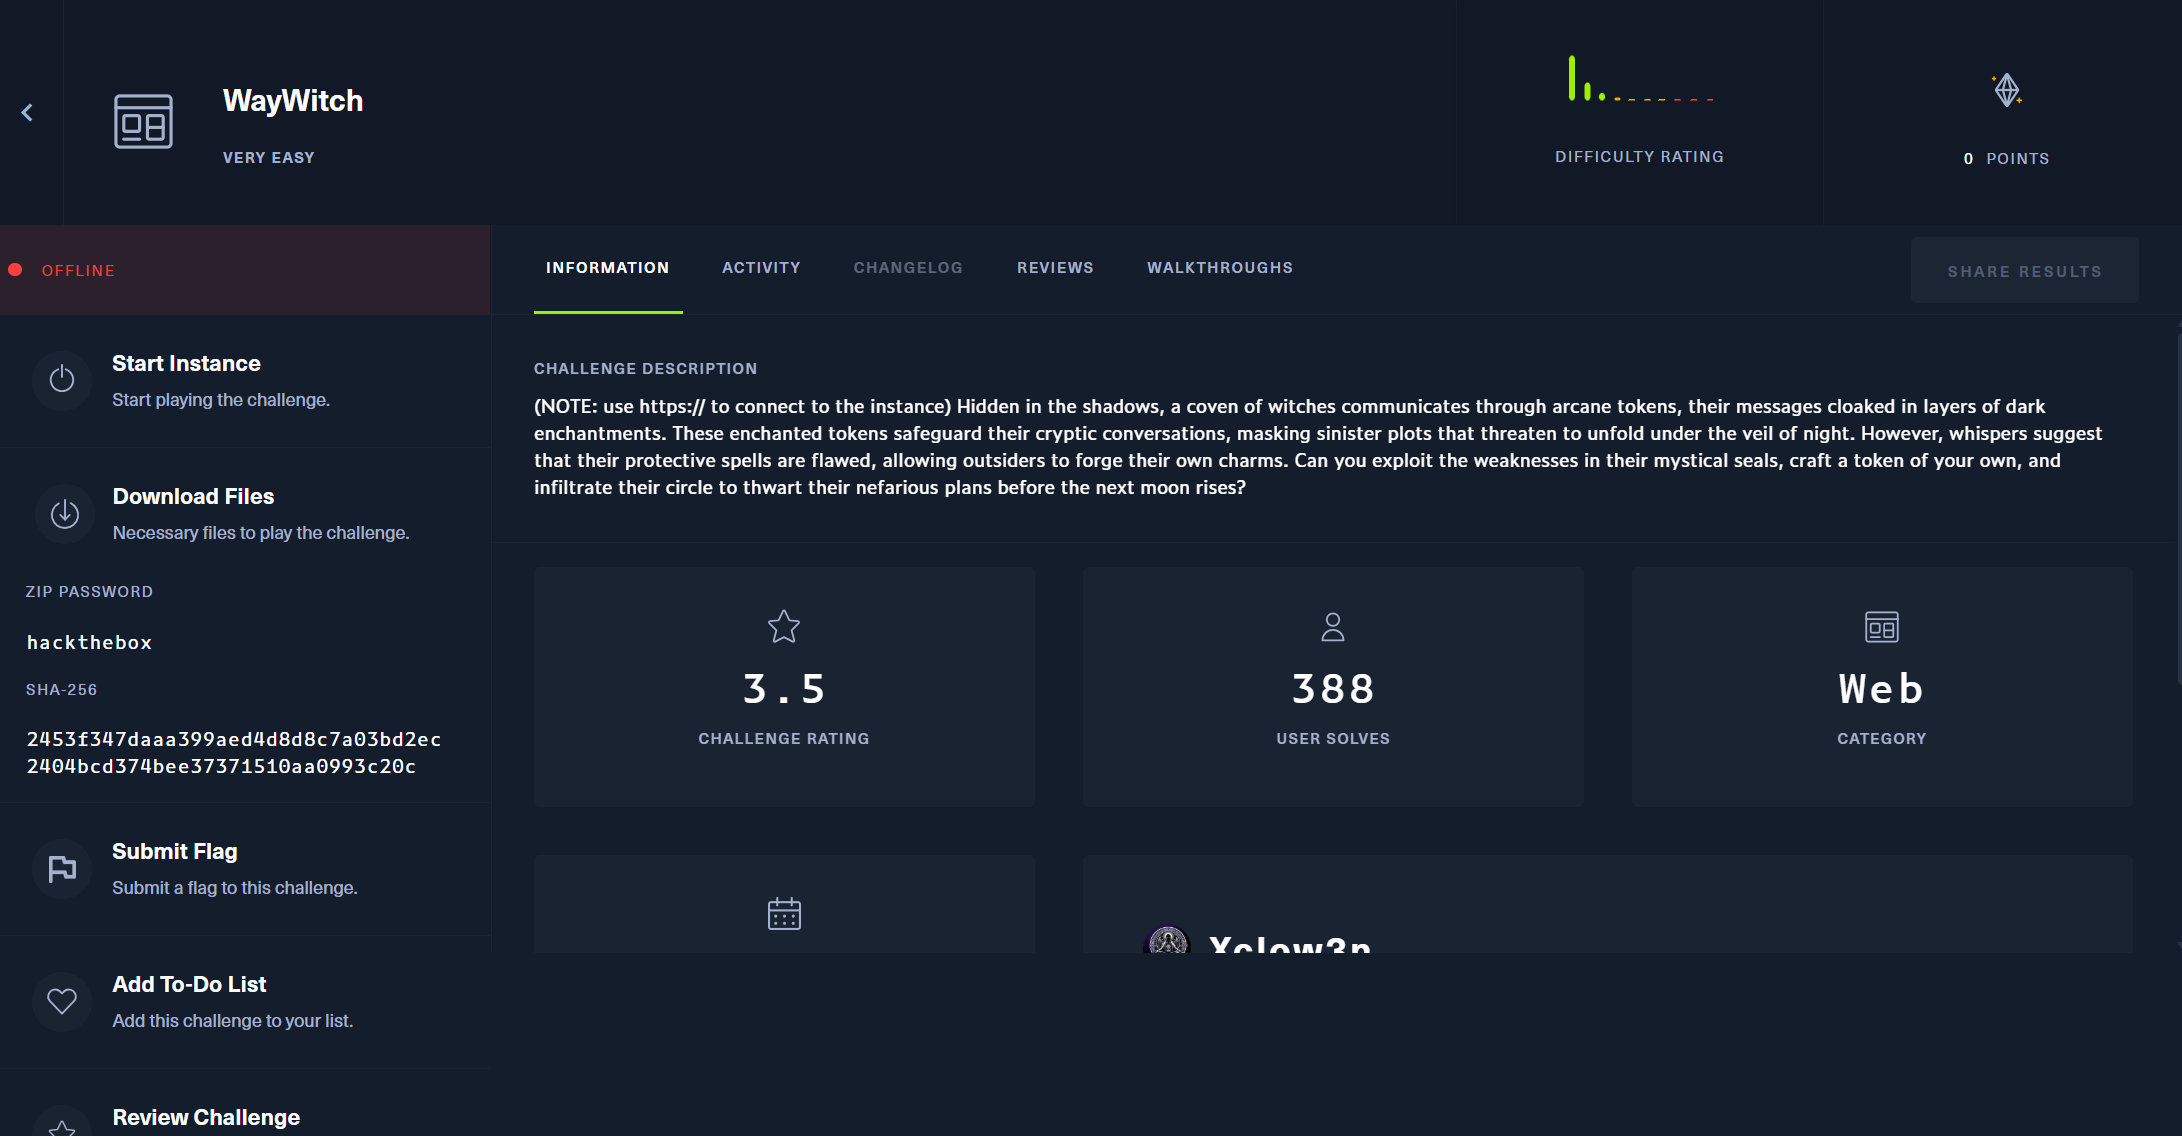 WayWitch
VERY EASY
DIFFICULTY RATING
0 POINTS
OFFLINE
Start Instance
Start playing the challenge.
Download Files
Necessary files to play the challenge.
ZIP PASSWORD
hackthebox
SHA-256
2453f347daaa399aed4d8d8c7a03bd2ec
2404bcd374bee37371510aa0993c20c
Submit Flag
Submit a flag to this challenge.
Add To-Do List
Add this challenge to your list.
Review Challenge
INFORMATION
ACTIVITY
CHANGELOG
REVIEWS
WALKTHROUGHS
SHARE RESULTS
CHALLENGE DESCRIPTION
(NOTE: use https:// to connect to the instance) Hidden in the shadows, a coven of witches communicates through arcane tokens, their messages cloaked in layers of dark
enchantments. These enchanted tokens safeguard their cryptic conversations, masking sinister plots that threaten to unfold under the veil of night. However, whispers suggest
that their protective spells are flawed, allowing outsiders to forge their own charms. Can you exploit the weaknesses in their mystical seals, craft a token of your own, and
infiltrate their circle to thwart their nefarious plans before the next moon rises?
3.5
CHALLENGE RATING
388
USER SOLVES
Web
CATEGORY
Xclow3n